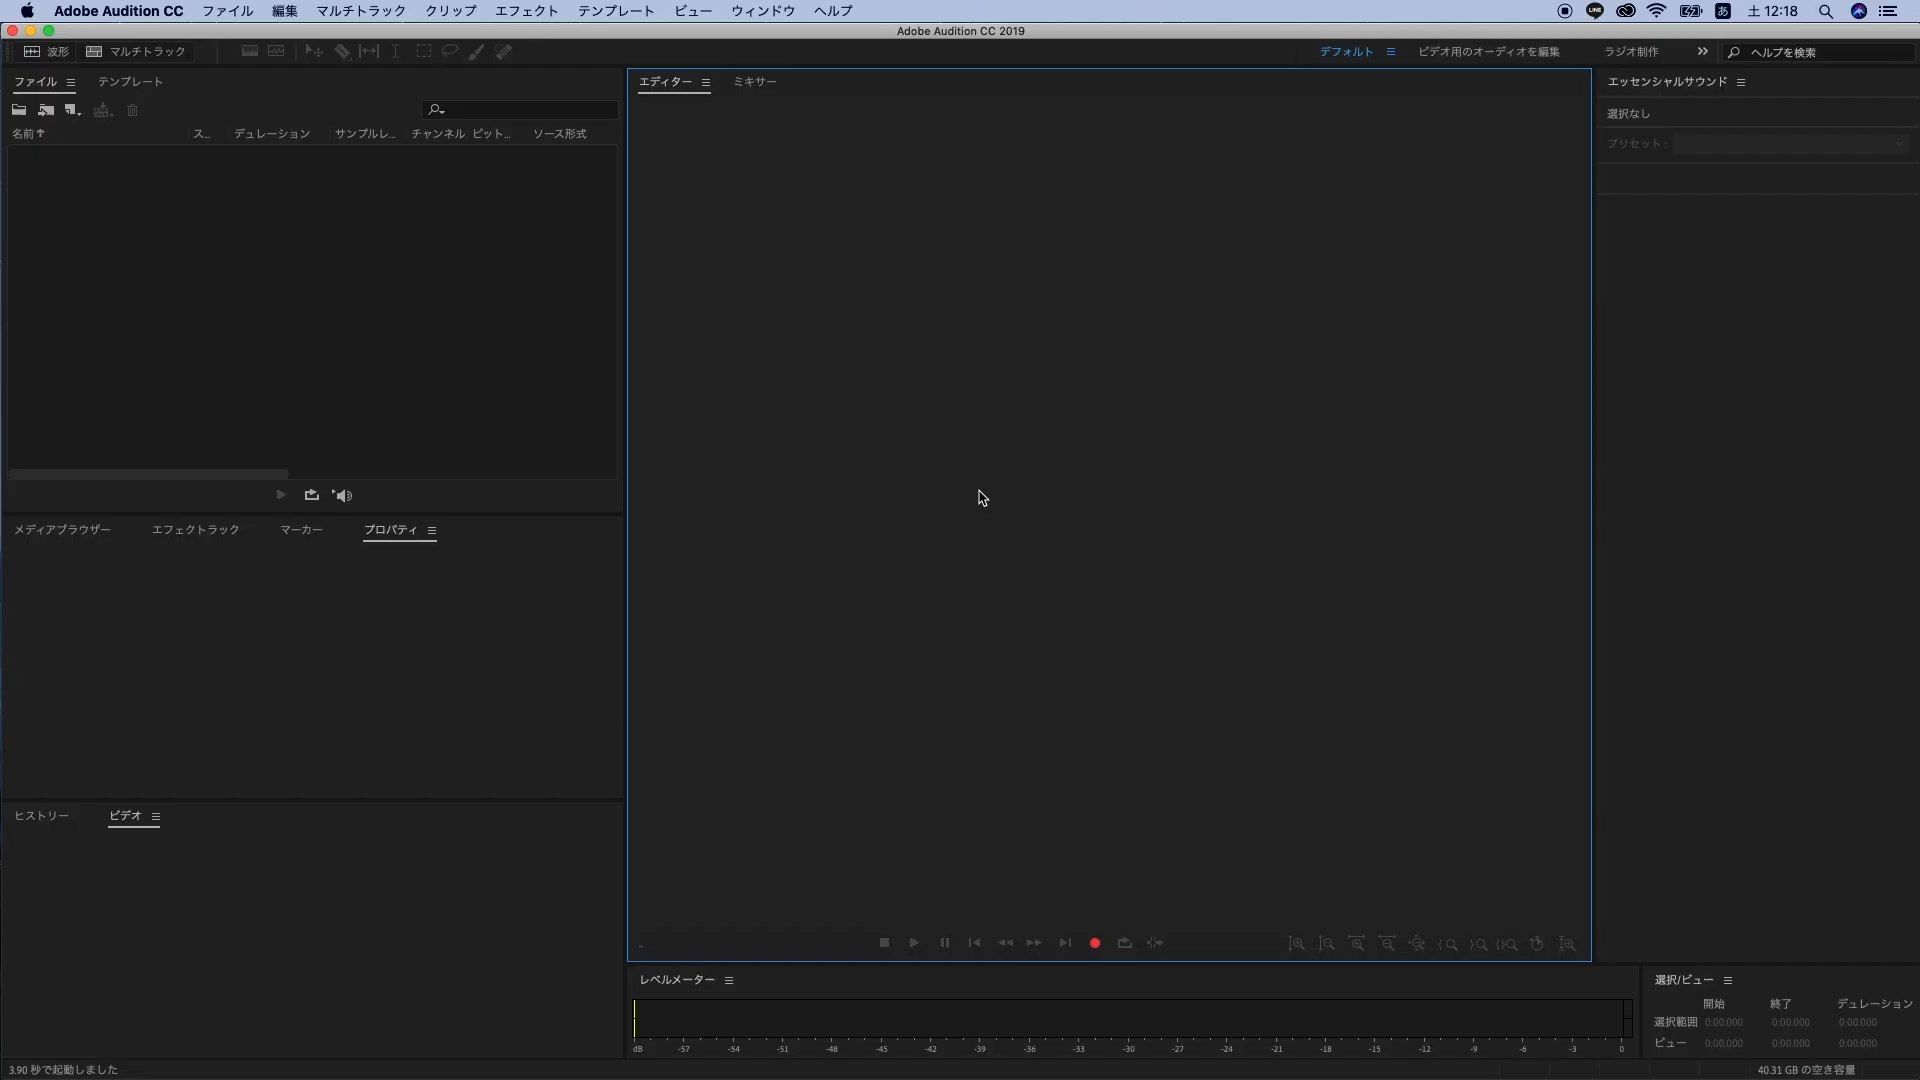 Adobe Audition CC ファイル 編集 マルチトラック クリップ エフェクト テンプレート ビュー ウィンドウ ヘルプ LINE あ 土 12:18
Adobe Audition CC 2019
波形 マルチトラック デフォルト ビデオ用のオーディオを編集 ラジオ制作 ヘルプを検索
ファイル テンプレート
名前 ス... デュレーション サンプルレ... チャンネル ビット... ソース形式
エディター ミキサー
エッセンシャルサウンド
選択なし
プリセット :
メディアブラウザー エフェクトラック マーカー プロパティ
ヒストリー ビデオ
レベルメーター
dB -57 -54 -51 -48 -45 -42 -39 -36 -33 -30 -27 -24 -21 -18 -15 -12 -9 -6 -3 0
選択/ビュー
開始 終了 デュレーション
選択範囲 0:00.000 0:00.000 0:00.000
ビュー 0:00.000 0:00.000 0:00.000
3.90 秒で起動しました 40.31 GB の空き容量